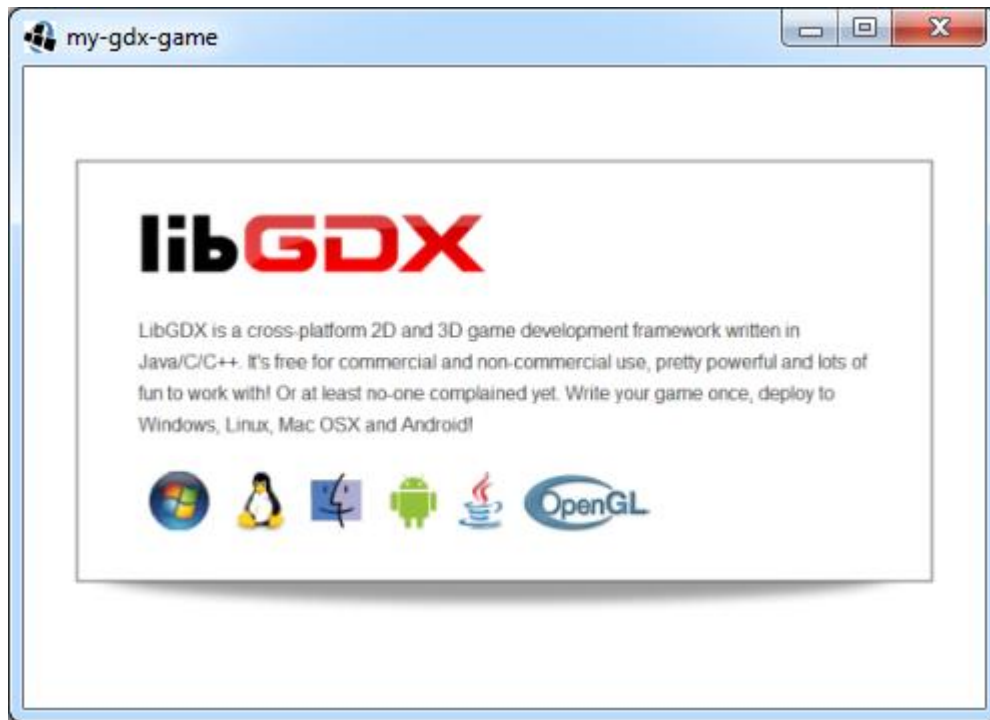 my-gdx-game
libGDX
LibGDX is a cross-platform 2D and 3D game development framework written in
Java/C/C++. It's free for commercial and non-commercial use, pretty powerful and lots of
fun to work with! Or at least no-one complained yet. Write your game once, deploy to
Windows, Linux, Mac OSX and Android!
OpenGL